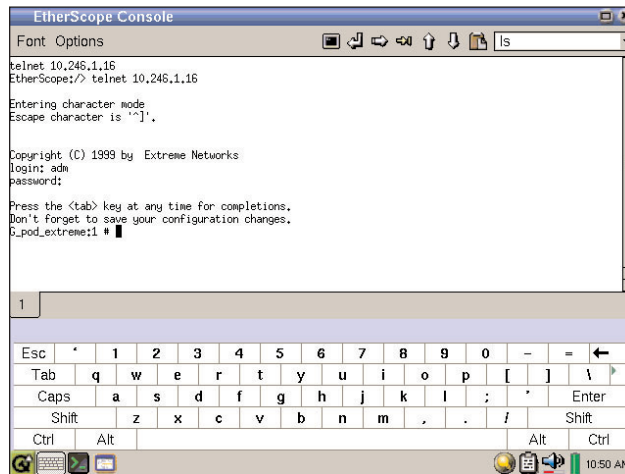 EtherScope Console
Font Options ls
telnet 10.246.1.16
EtherScope:/> telnet 10.246.1.16
Entering character mode
Escape character is '^]'.
Copyright (C) 1999 by Extreme Networks
login: adm
password:
Press the <tab> key at any time for completions.
Don't forget to save your configuration changes.
G_pod_extreme:1 #
1
Esc ' 1 2 3 4 5 6 7 8 9 0 - = ←
Tab q w e r t y u i o p [ ] \
Caps a s d f g h j k l ; ' Enter
Shift z x c v b n m , . / Shift
Ctrl Alt Alt Ctrl
10:50 AM